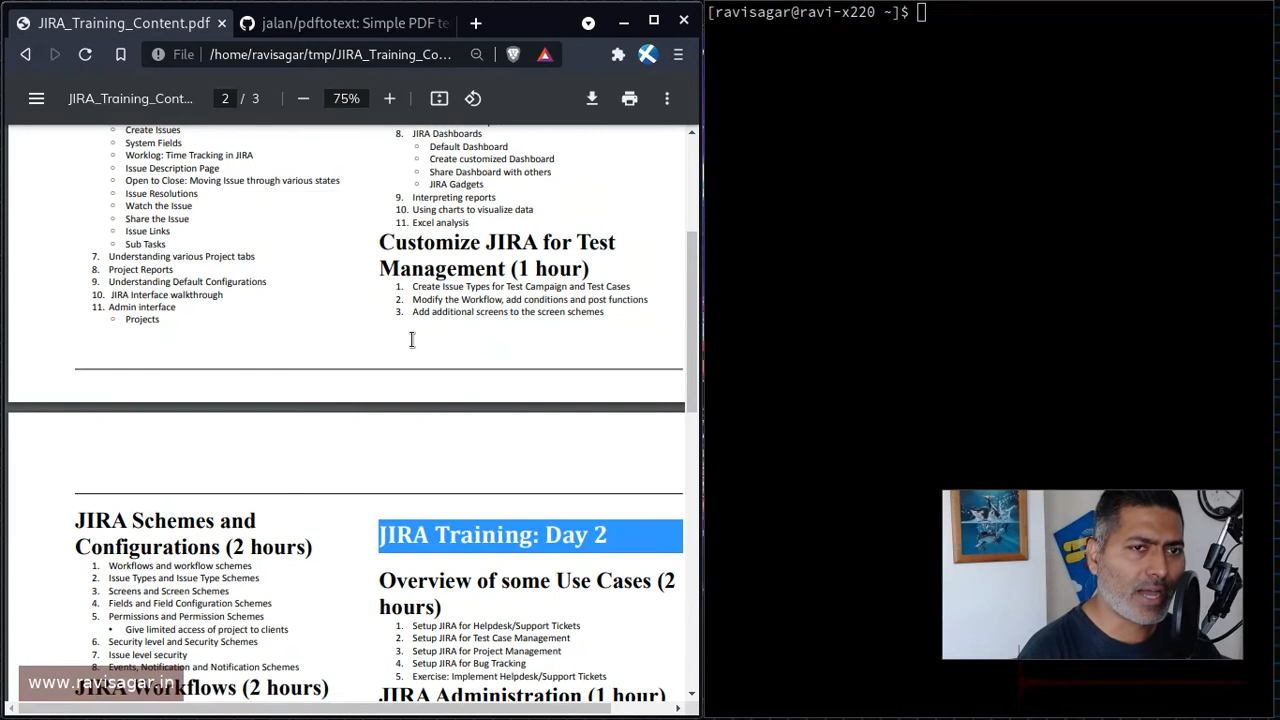 JIRA_Training_Content.pdf
jalan/pdftotext: Simple PDF te
File
/home/ravisagar/tmp/JIRA_Training_Co...
JIRA_Training_Cont...
2 / 3
75%
Create Issues
System Fields
Worklog: Time Tracking in JIRA
Issue Description Page
Open to Close: Moving Issue through various states
Issue Resolutions
Watch the Issue
Share the Issue
Issue Links
Sub Tasks
7. Understanding various Project tabs
8. Project Reports
9. Understanding Default Configurations
10. JIRA Interface walkthrough
11. Admin interface
Projects
8. JIRA Dashboards
Default Dashboard
Create customized Dashboard
Share Dashboard with others
JIRA Gadgets
9. Interpreting reports
10. Using charts to visualize data
11. Excel analysis
Customize JIRA for Test
Management (1 hour)
1. Create Issue Types for Test Campaign and Test Cases
2. Modify the Workflow, add conditions and post functions
3. Add additional screens to the screen schemes
JIRA Schemes and
Configurations (2 hours)
1. Workflows and workflow schemes
2. Issue Types and Issue Type Schemes
3. Screens and Screen Schemes
4. Fields and Field Configuration Schemes
5. Permissions and Permission Schemes
• Give limited access of project to clients
6. Security level and Security Schemes
7. Issue level security
8. Events, Notification and Notification Schemes
JIRA Workflows (2 hours)
JIRA Training: Day 2
Overview of some Use Cases (2
hours)
1. Setup JIRA for Helpdesk/Support Tickets
2. Setup JIRA for Test Case Management
3. Setup JIRA for Project Management
4. Setup JIRA for Bug Tracking
5. Exercise: Implement Helpdesk/Support Tickets
JIRA Administration (1 hour)
www.ravisagar.in
[ravisagar@ravi-x220 ~]$